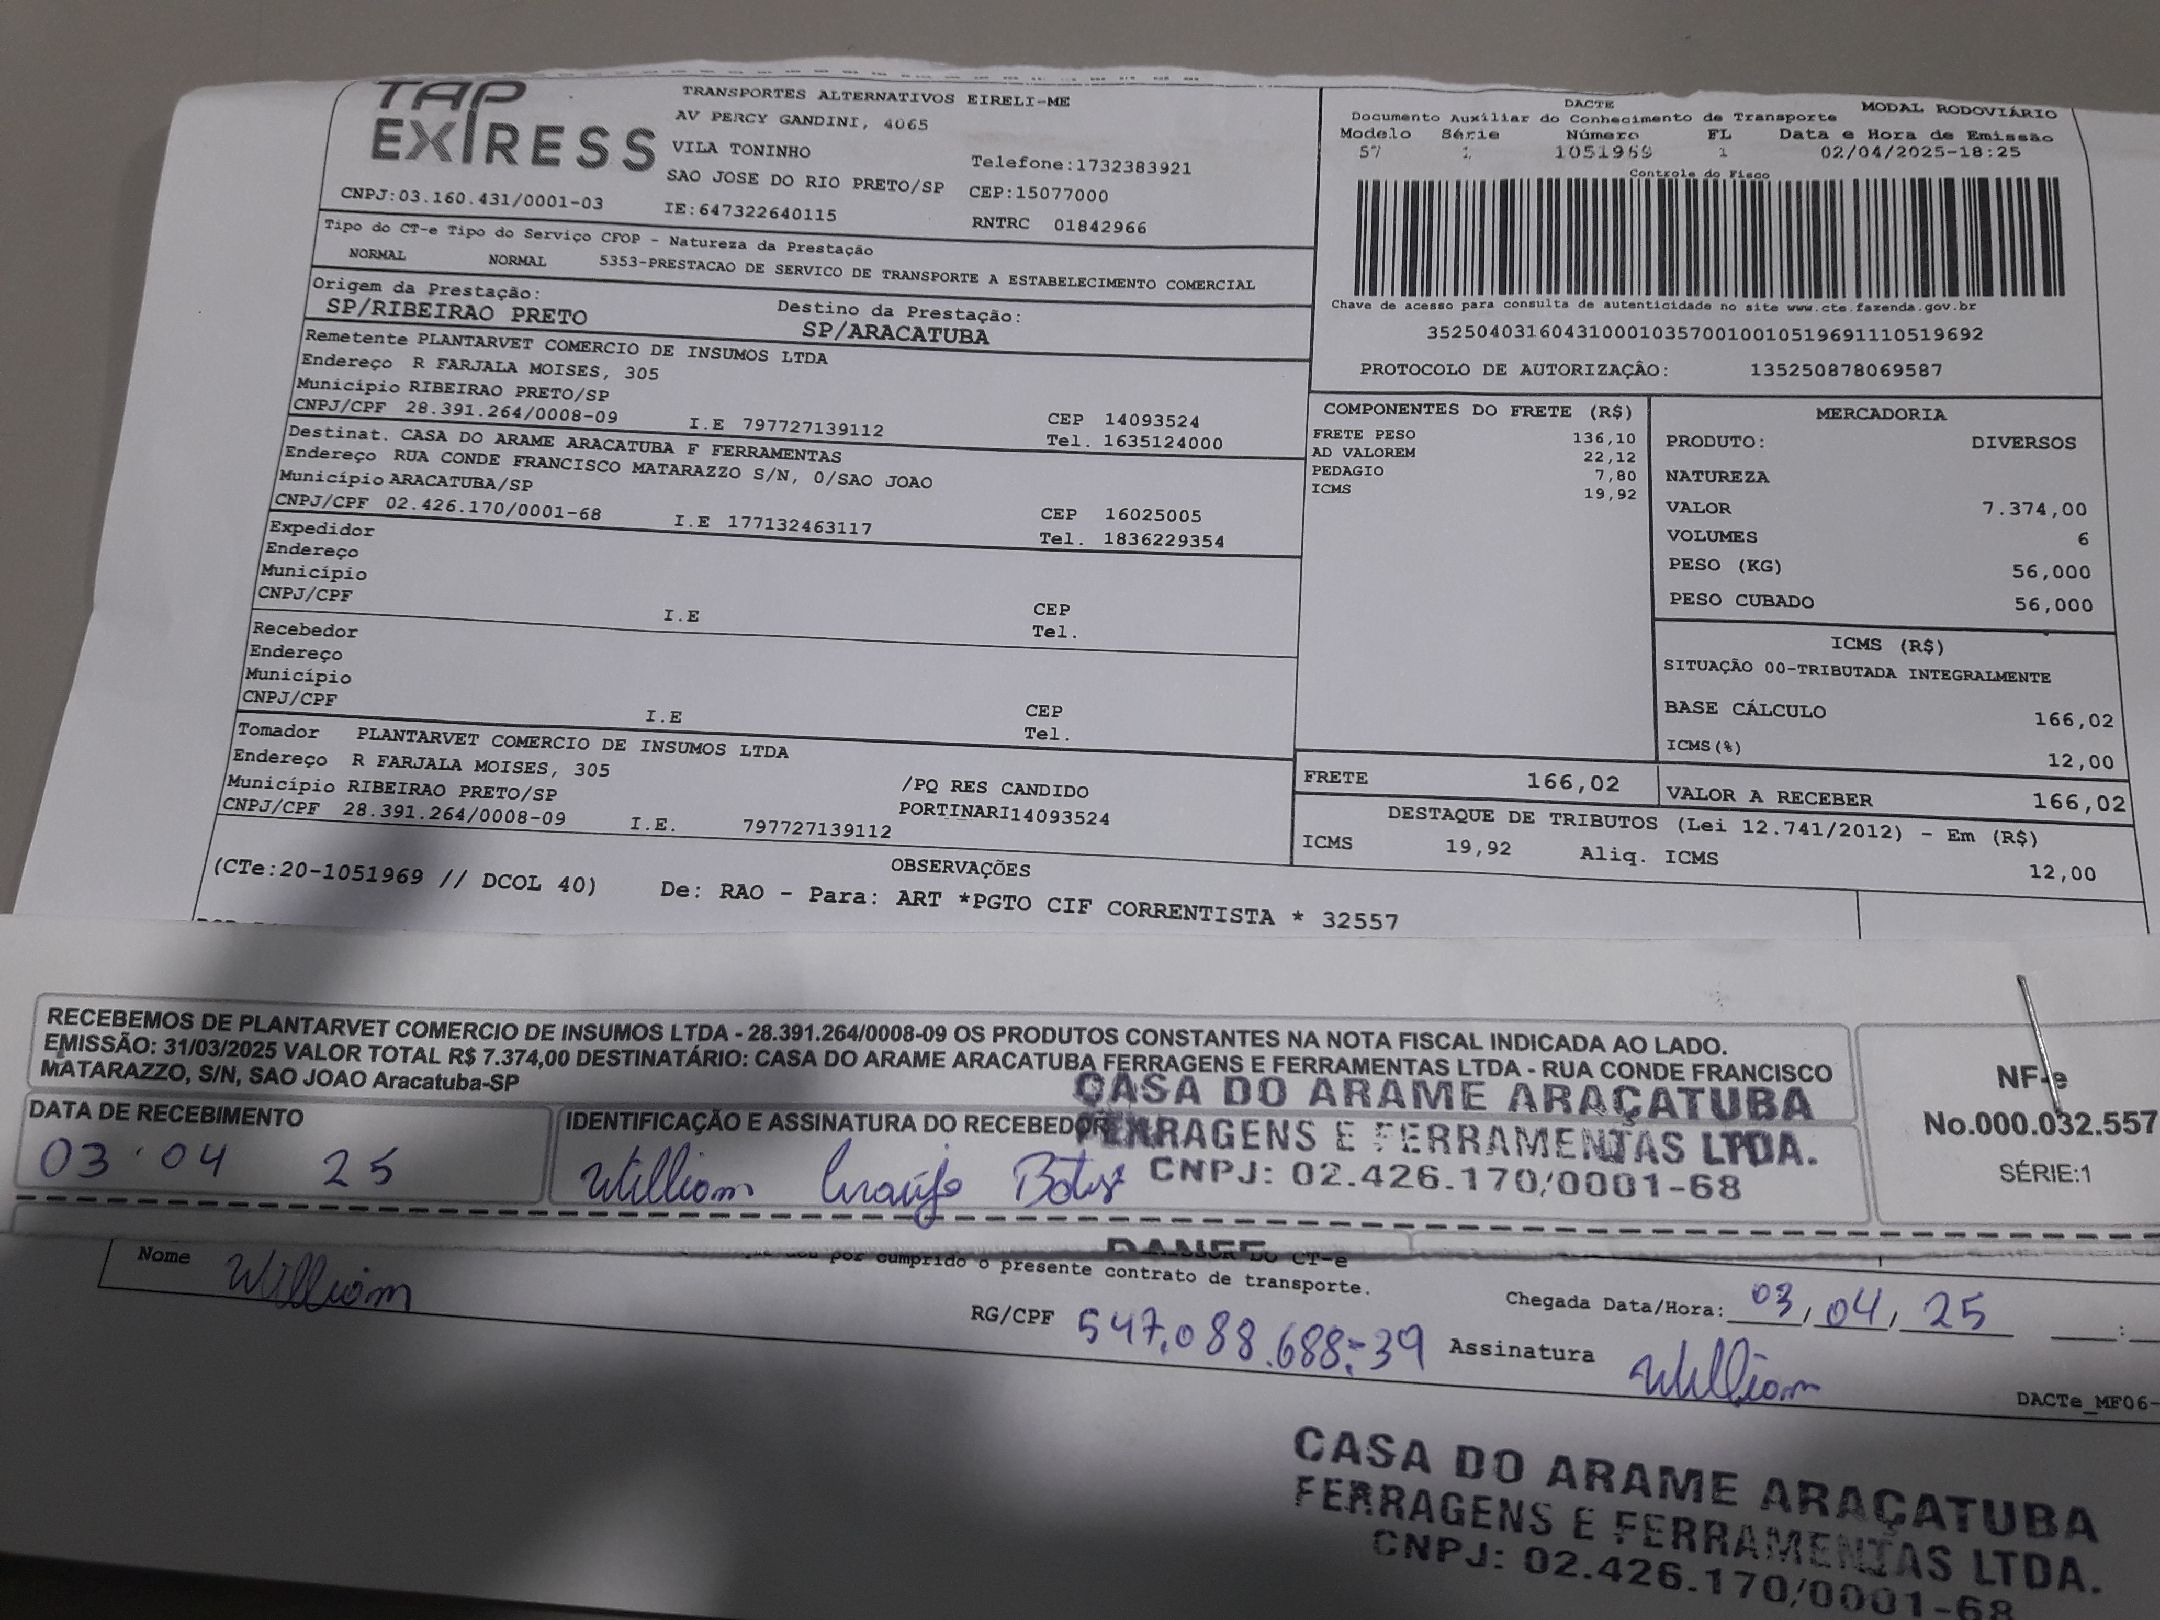 TAP
EXPRESS
TRANSPORTES ALTERNATIVOS EIRELI-ME
AV PERCY GANDINI, 4065
VILA TONINHO
Telefone:1732383921
SAO JOSE DO RIO PRETO/SP CEP:15077000
CNPJ:03.160.431/0001-03 IE:647322640115 RNTRC 01842966
Tipo do CT-e Tipo do Serviço CFOP - Natureza da Prestação
NORMAL NORMAL 5353-PRESTACAO DE SERVICO DE TRANSPORTE A ESTABELECIMENTO COMERCIAL
Origem da Prestação: Destino da Prestação:
SP/RIBEIRAO PRETO SP/ARACATUBA
Remetente PLANTARVET COMERCIO DE INSUMOS LTDA
Endereço R FARJALA MOISES, 305
Município RIBEIRAO PRETO/SP CEP 14093524
CNPJ/CPF 28.391.264/0008-09 I.E 797727139112 Tel. 1635124000
Destinat. CASA DO ARAME ARACATUBA F FERRAMENTAS
Endereço RUA CONDE FRANCISCO MATARAZZO S/N, 0/SAO JOAO
Município ARACATUBA/SP CEP 16025005
CNPJ/CPF 02.426.170/0001-68 I.E 177132463117 Tel. 1836229354
Expedidor
Endereço
Município CEP
CNPJ/CPF I.E Tel.
Recebedor
Endereço
Município CEP
CNPJ/CPF I.E Tel.
Tomador PLANTARVET COMERCIO DE INSUMOS LTDA
Endereço R FARJALA MOISES, 305 /PQ RES CANDIDO
Município RIBEIRAO PRETO/SP PORTINARI14093524
CNPJ/CPF 28.391.264/0008-09 I.E. 797727139112
DACTE MODAL RODOVIÁRIO
Documento Auxiliar do Conhecimento de Transporte
Modelo Série Número FL Data e Hora de Emissão
57 1 1051969 1 02/04/2025-18:25
Controle do Fisco
Chave de acesso para consulta de autenticidade no site www.cte.fazenda.gov.br
35250403160431000103570010010519691110519692
PROTOCOLO DE AUTORIZAÇÃO: 135250878069587
COMPONENTES DO FRETE (R$)
FRETE PESO 136,10
AD VALOREM 22,12
PEDAGIO 7,80
ICMS 19,92
MERCADORIA
PRODUTO: DIVERSOS
NATUREZA
VALOR 7.374,00
VOLUMES 6
PESO (KG) 56,000
PESO CUBADO 56,000
ICMS (R$)
SITUAÇÃO 00-TRIBUTADA INTEGRALMENTE
BASE CÁLCULO 166,02
ICMS(%) 12,00
FRETE 166,02 VALOR A RECEBER 166,02
DESTAQUE DE TRIBUTOS (Lei 12.741/2012) - Em (R$)
ICMS 19,92 Aliq. ICMS 12,00
OBSERVAÇÕES
(CTe:20-1051969 // DCOL 40) De: RAO - Para: ART *PGTO CIF CORRENTISTA * 32557
RECEBEMOS DE PLANTARVET COMERCIO DE INSUMOS LTDA - 28.391.264/0008-09 OS PRODUTOS CONSTANTES NA NOTA FISCAL INDICADA AO LADO.
EMISSÃO: 31/03/2025 VALOR TOTAL R$ 7.374,00 DESTINATÁRIO: CASA DO ARAME ARACATUBA FERRAGENS E FERRAMENTAS LTDA - RUA CONDE FRANCISCO
MATARAZZO, S/N, SAO JOAO Aracatuba-SP
NF-e
No.000.032.557
SÉRIE:1
DATA DE RECEBIMENTO
03 04 25
IDENTIFICAÇÃO E ASSINATURA DO RECEBEDOR
William Araújo
CASA DO ARAME ARAÇATUBA
FERRAGENS E FERRAMENTAS LTDA.
CNPJ: 02.426.170/0001-68
DANFE
DO CT-e
por cumprido o presente contrato de transporte.
Nome William
RG/CPF 547.088.688-39
Chegada Data/Hora: 03/04/25 :
Assinatura William
DACTe_MF06-
CASA DO ARAME ARAÇATUBA
FERRAGENS E FERRAMENTAS LTDA.
CNPJ: 02.426.170/0001-68